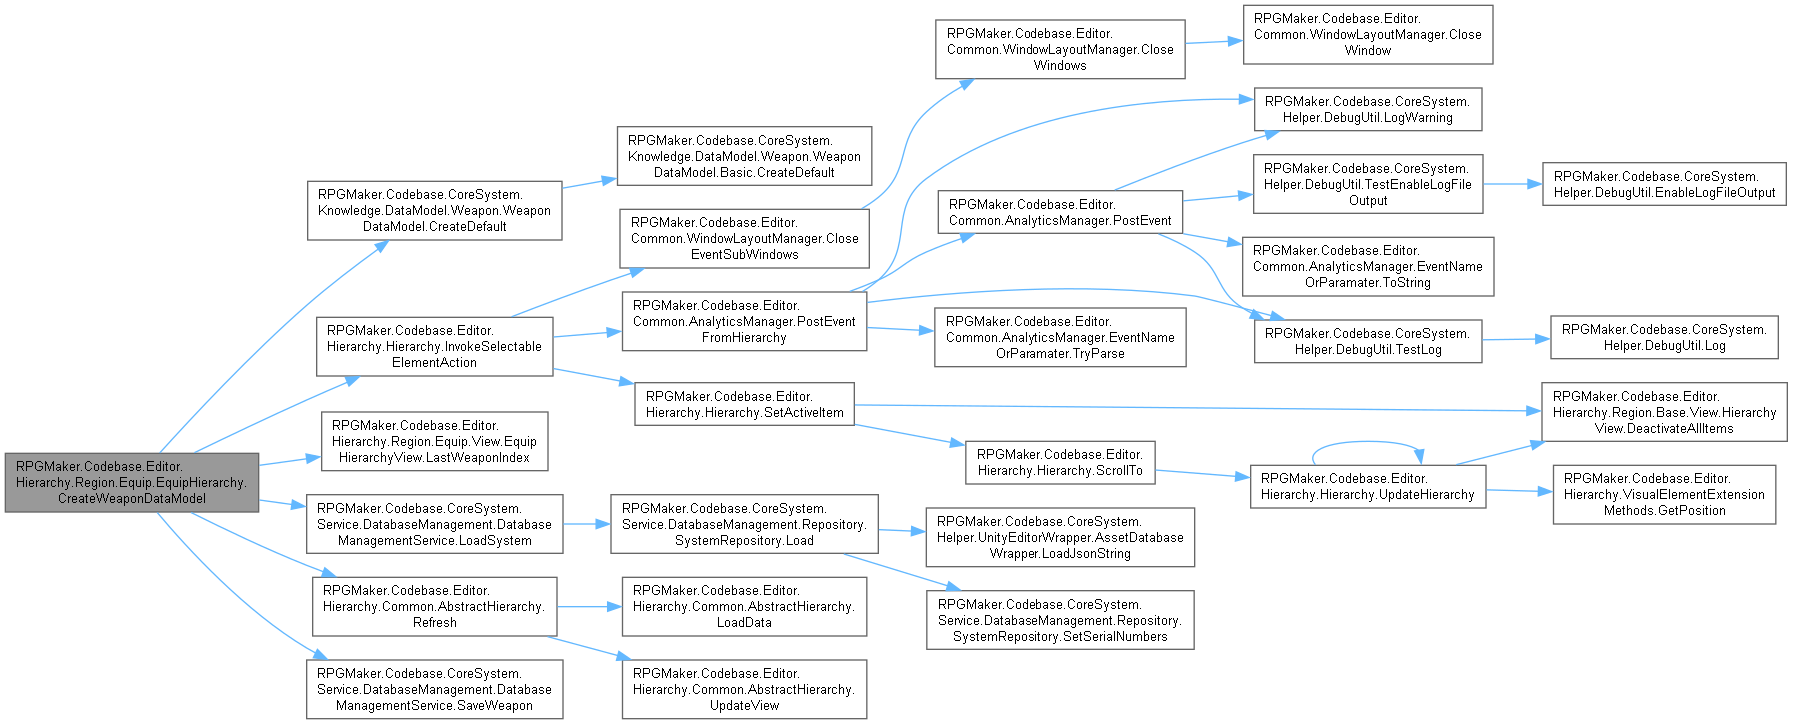 RPGMaker.Codebase.Editor.
Hierarchy.Region.Equip.EquipHierarchy.
CreateWeaponDataModel
RPGMaker.Codebase.CoreSystem.
Knowledge.DataModel.Weapon.Weapon
DataModel.CreateDefault
RPGMaker.Codebase.CoreSystem.
Knowledge.DataModel.Weapon.Weapon
DataModel.Basic.CreateDefault
RPGMaker.Codebase.Editor.
Hierarchy.Hierarchy.InvokeSelectable
ElementAction
RPGMaker.Codebase.Editor.
Common.WindowLayoutManager.Close
EventSubWindows
RPGMaker.Codebase.Editor.
Common.WindowLayoutManager.Close
Windows
RPGMaker.Codebase.Editor.
Common.WindowLayoutManager.Close
Window
RPGMaker.Codebase.Editor.
Common.AnalyticsManager.PostEvent
FromHierarchy
RPGMaker.Codebase.Editor.
Common.AnalyticsManager.PostEvent
RPGMaker.Codebase.CoreSystem.
Helper.DebugUtil.LogWarning
RPGMaker.Codebase.CoreSystem.
Helper.DebugUtil.TestEnableLogFile
Output
RPGMaker.Codebase.CoreSystem.
Helper.DebugUtil.EnableLogFileOutput
RPGMaker.Codebase.Editor.
Common.AnalyticsManager.EventName
OrParamater.ToString
RPGMaker.Codebase.CoreSystem.
Helper.DebugUtil.TestLog
RPGMaker.Codebase.CoreSystem.
Helper.DebugUtil.Log
RPGMaker.Codebase.Editor.
Common.AnalyticsManager.EventName
OrParamater.TryParse
RPGMaker.Codebase.Editor.
Hierarchy.Hierarchy.SetActiveItem
RPGMaker.Codebase.Editor.
Hierarchy.Region.Base.View.Hierarchy
View.DeactivateAllItems
RPGMaker.Codebase.Editor.
Hierarchy.Hierarchy.ScrollTo
RPGMaker.Codebase.Editor.
Hierarchy.Hierarchy.UpdateHierarchy
RPGMaker.Codebase.Editor.
Hierarchy.VisualElementExtension
Methods.GetPosition
RPGMaker.Codebase.Editor.
Hierarchy.Region.Equip.View.Equip
HierarchyView.LastWeaponIndex
RPGMaker.Codebase.CoreSystem.
Service.DatabaseManagement.Database
ManagementService.LoadSystem
RPGMaker.Codebase.CoreSystem.
Service.DatabaseManagement.Repository.
SystemRepository.Load
RPGMaker.Codebase.CoreSystem.
Helper.UnityEditorWrapper.AssetDatabase
Wrapper.LoadJsonString
RPGMaker.Codebase.CoreSystem.
Service.DatabaseManagement.Repository.
SystemRepository.SetSerialNumbers
RPGMaker.Codebase.Editor.
Hierarchy.Common.AbstractHierarchy.
Refresh
RPGMaker.Codebase.Editor.
Hierarchy.Common.AbstractHierarchy.
LoadData
RPGMaker.Codebase.Editor.
Hierarchy.Common.AbstractHierarchy.
UpdateView
RPGMaker.Codebase.CoreSystem.
Service.DatabaseManagement.Database
ManagementService.SaveWeapon